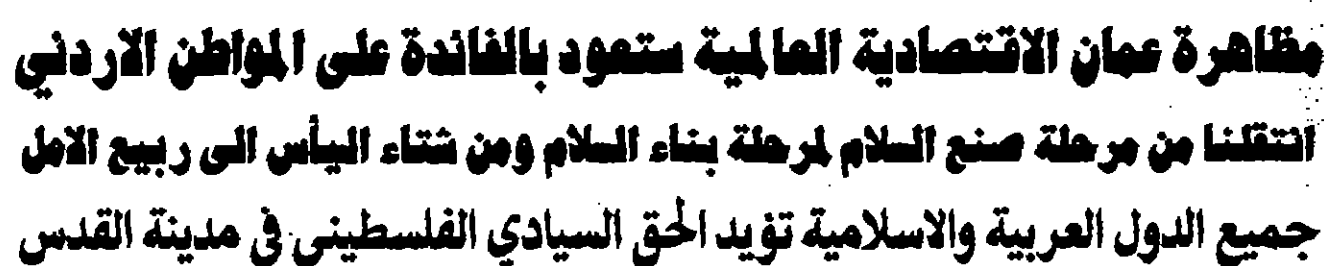 مظاهرة عمان الاقتصادية العالمية ستعود بالفائدة على المواطن الاردني
انتقلنا من مرحلة صنع السلام لمرحلة بناء السلام ومن شتاء اليأس الى ربيع الامل
جميع الدول العربية والاسلامية تؤيد الحق السيادي الفلسطيني في مدينة القدس